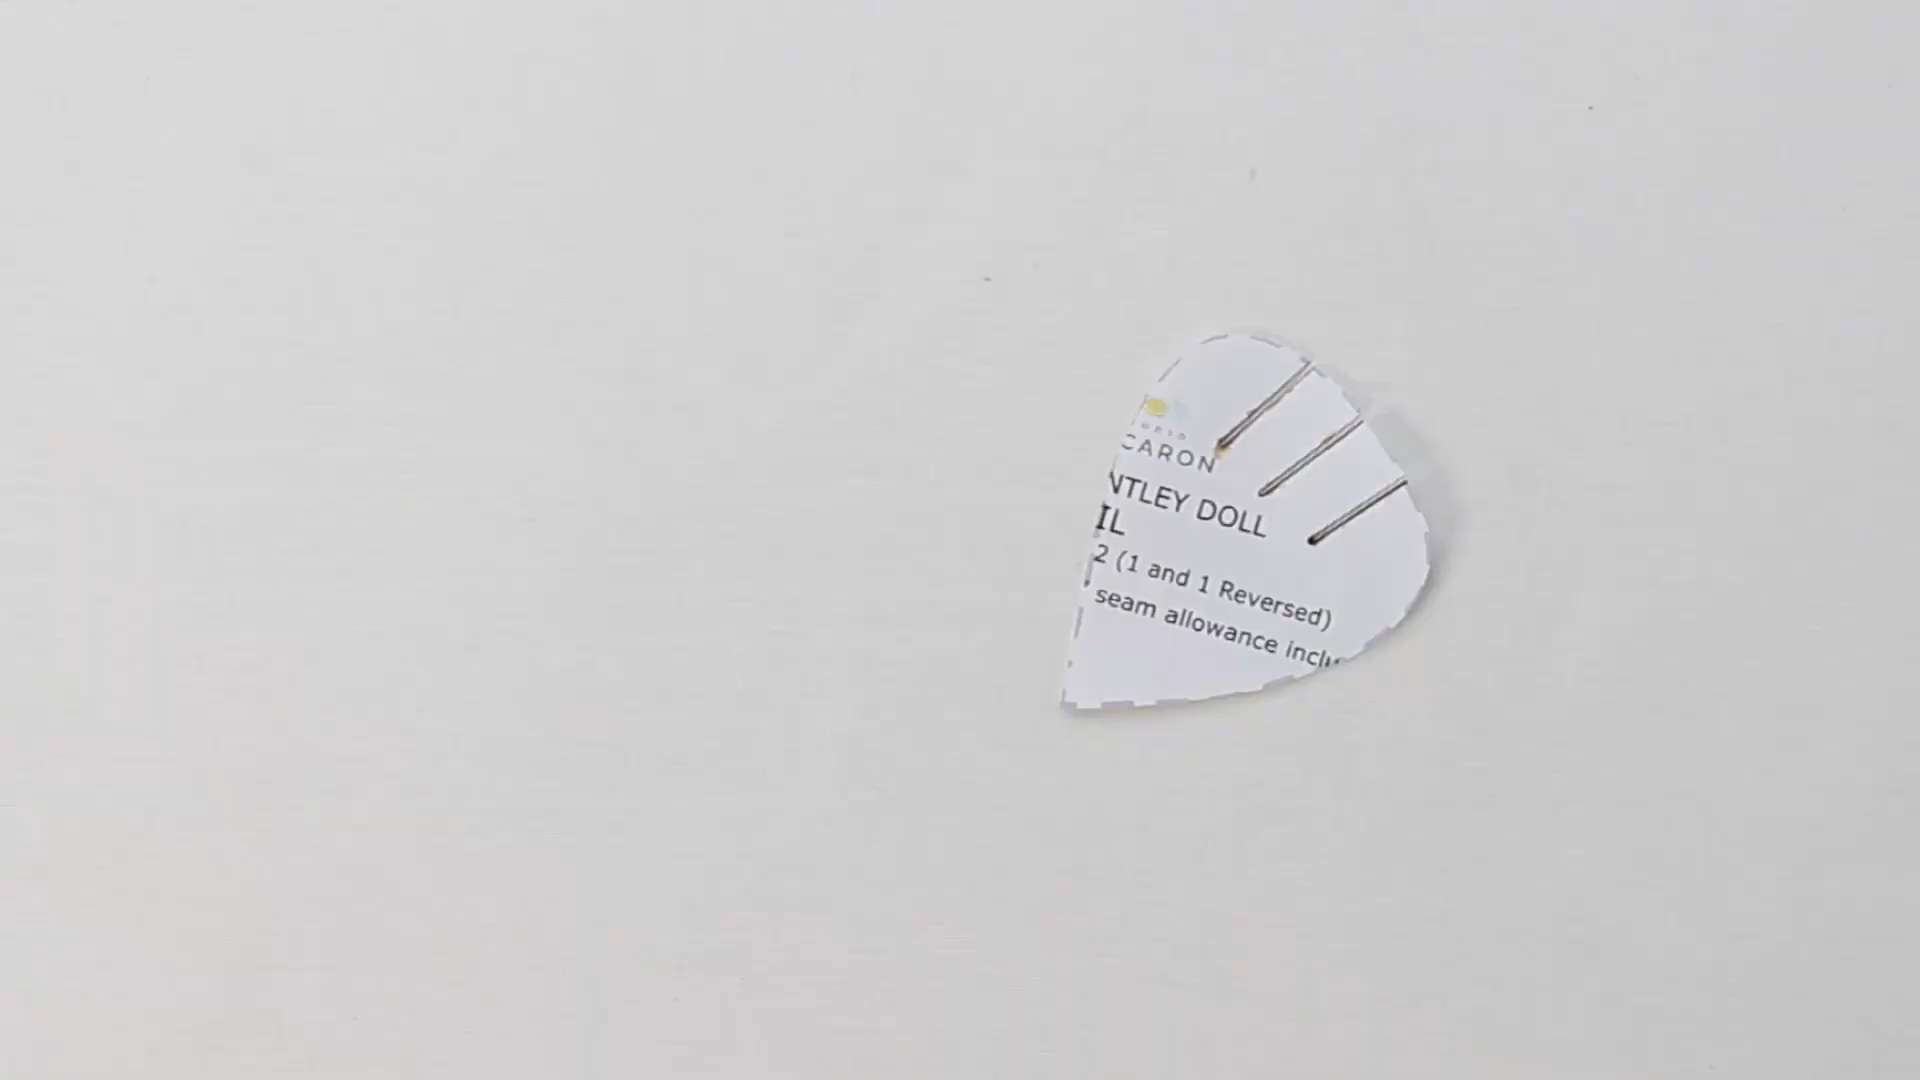 CARON
NTLEY DOLL
IL
2 (1 and 1 Reversed)
seam allowance inclu